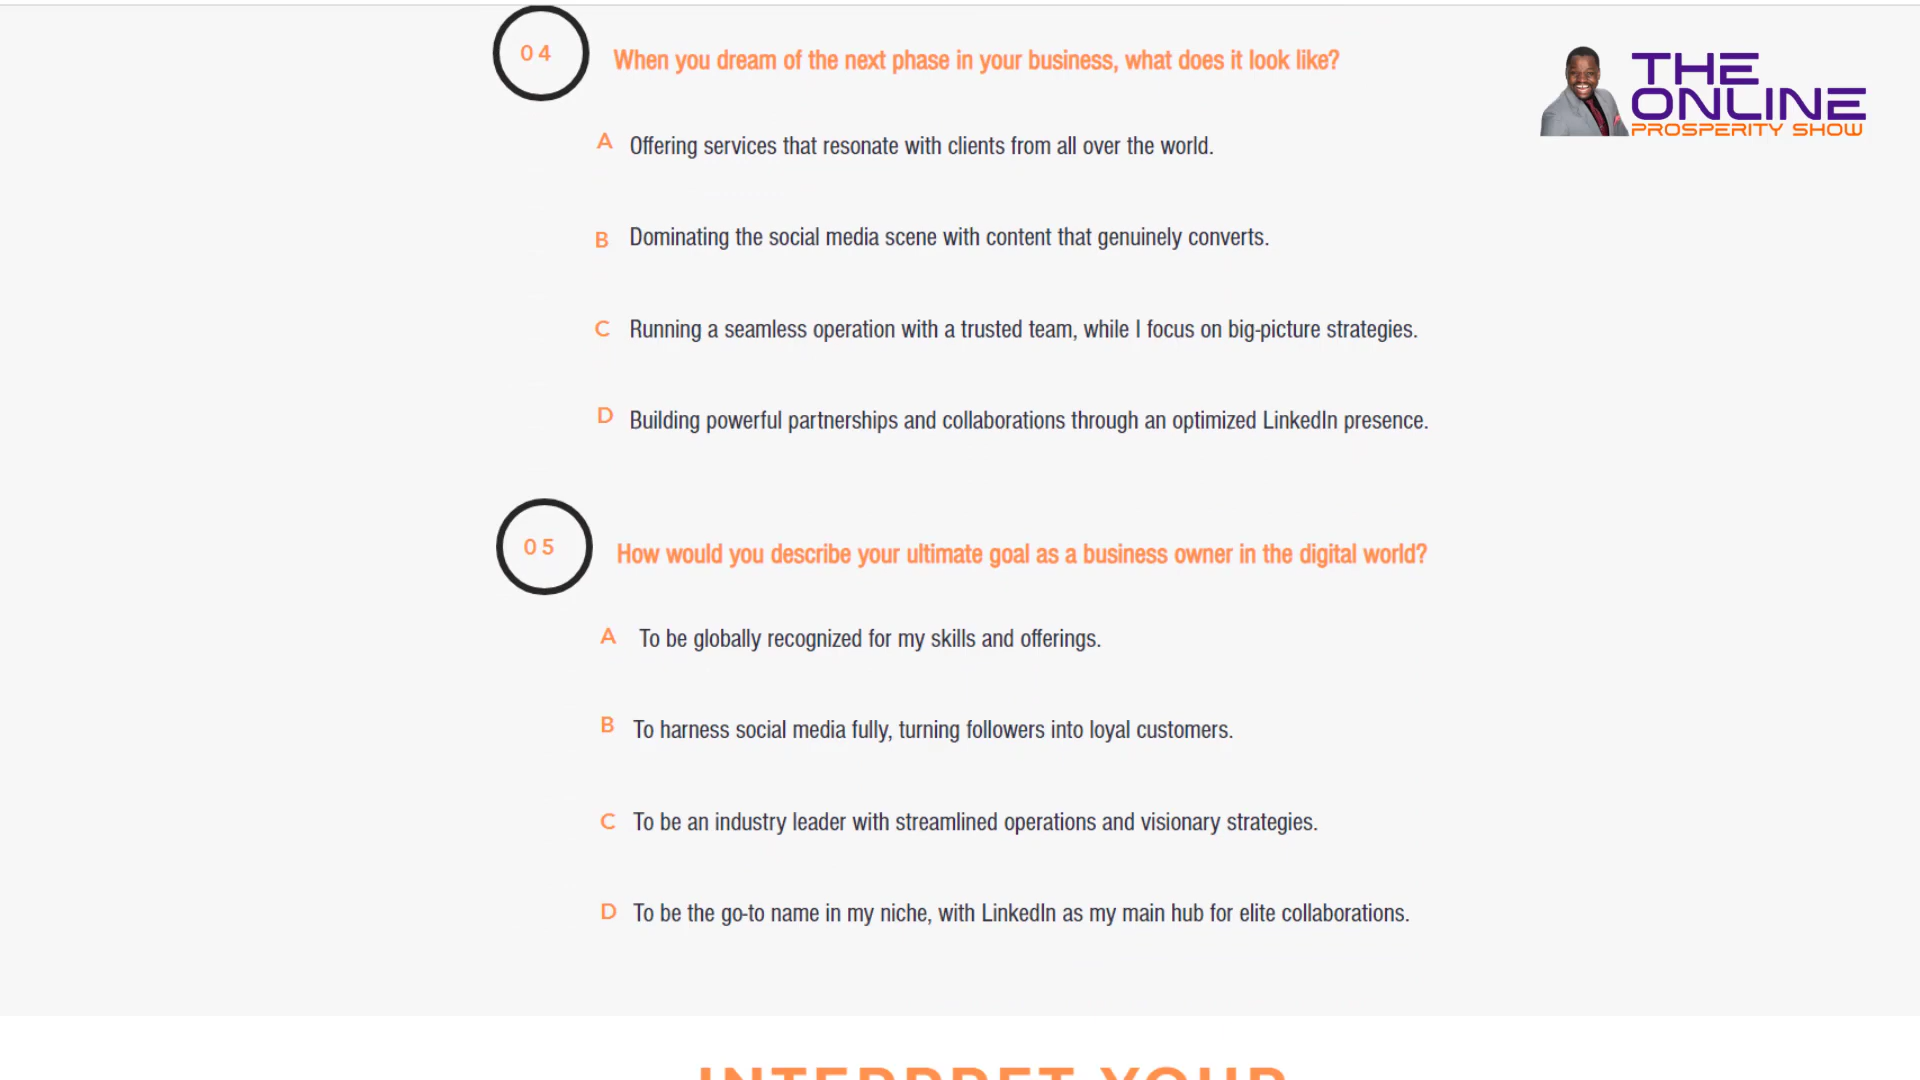 04
When you dream of the next phase in your business, what does it look like?
A Offering services that resonate with clients from all over the world.
B Dominating the social media scene with content that genuinely converts.
C Running a seamless operation with a trusted team, while I focus on big-picture strategies.
D Building powerful partnerships and collaborations through an optimized LinkedIn presence.
05
How would you describe your ultimate goal as a business owner in the digital world?
A To be globally recognized for my skills and offerings.
B To harness social media fully, turning followers into loyal customers.
C To be an industry leader with streamlined operations and visionary strategies.
D To be the go-to name in my niche, with LinkedIn as my main hub for elite collaborations.
INTERPRET YOUR
THE
ONLINE
PROSPERITY SHOW